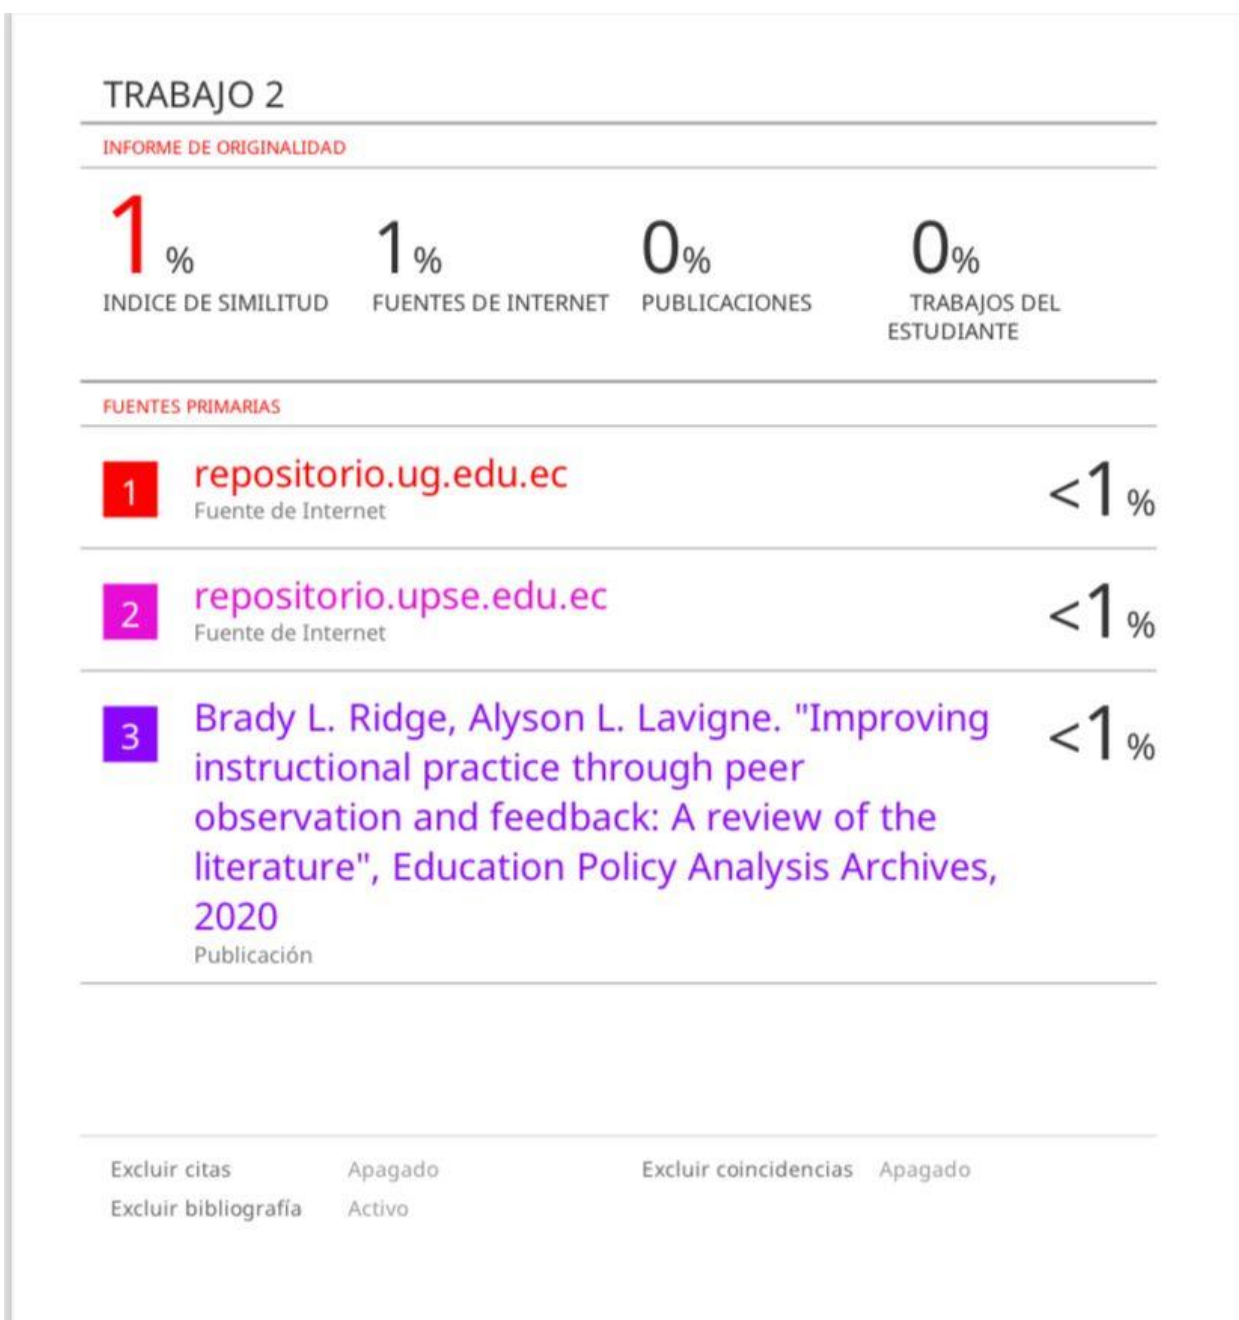 TRABAJO 2
INFORME DE ORIGINALIDAD
1 % 1% 0% 0%
INDICE DE SIMILITUD FUENTES DE INTERNET PUBLICACIONES TRABAJOS DEL
ESTUDIANTE
FUENTES PRIMARIAS
1 repositorio.ug.edu.ec <1 %
Fuente de Internet
2 repositorio.upse.edu.ec <1 %
Fuente de Internet
3 Brady L. Ridge, Alyson L. Lavigne. "Improving <1 %
instructional practice through peer
observation and feedback: A review of the
literature", Education Policy Analysis Archives,
2020
Publicación
Excluir citas Apagado Excluir coincidencias Apagado
Excluir bibliografía Activo